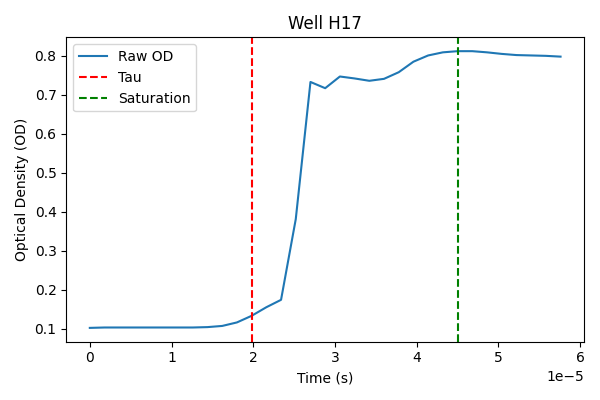 Well H17
Raw OD
Tau
Saturation
Optical Density (OD)
0.8
0.7
0.6
0.5
0.4
0.3
0.2
0.1
0 1 2 3 4 5 6
1e−5
Time (s)